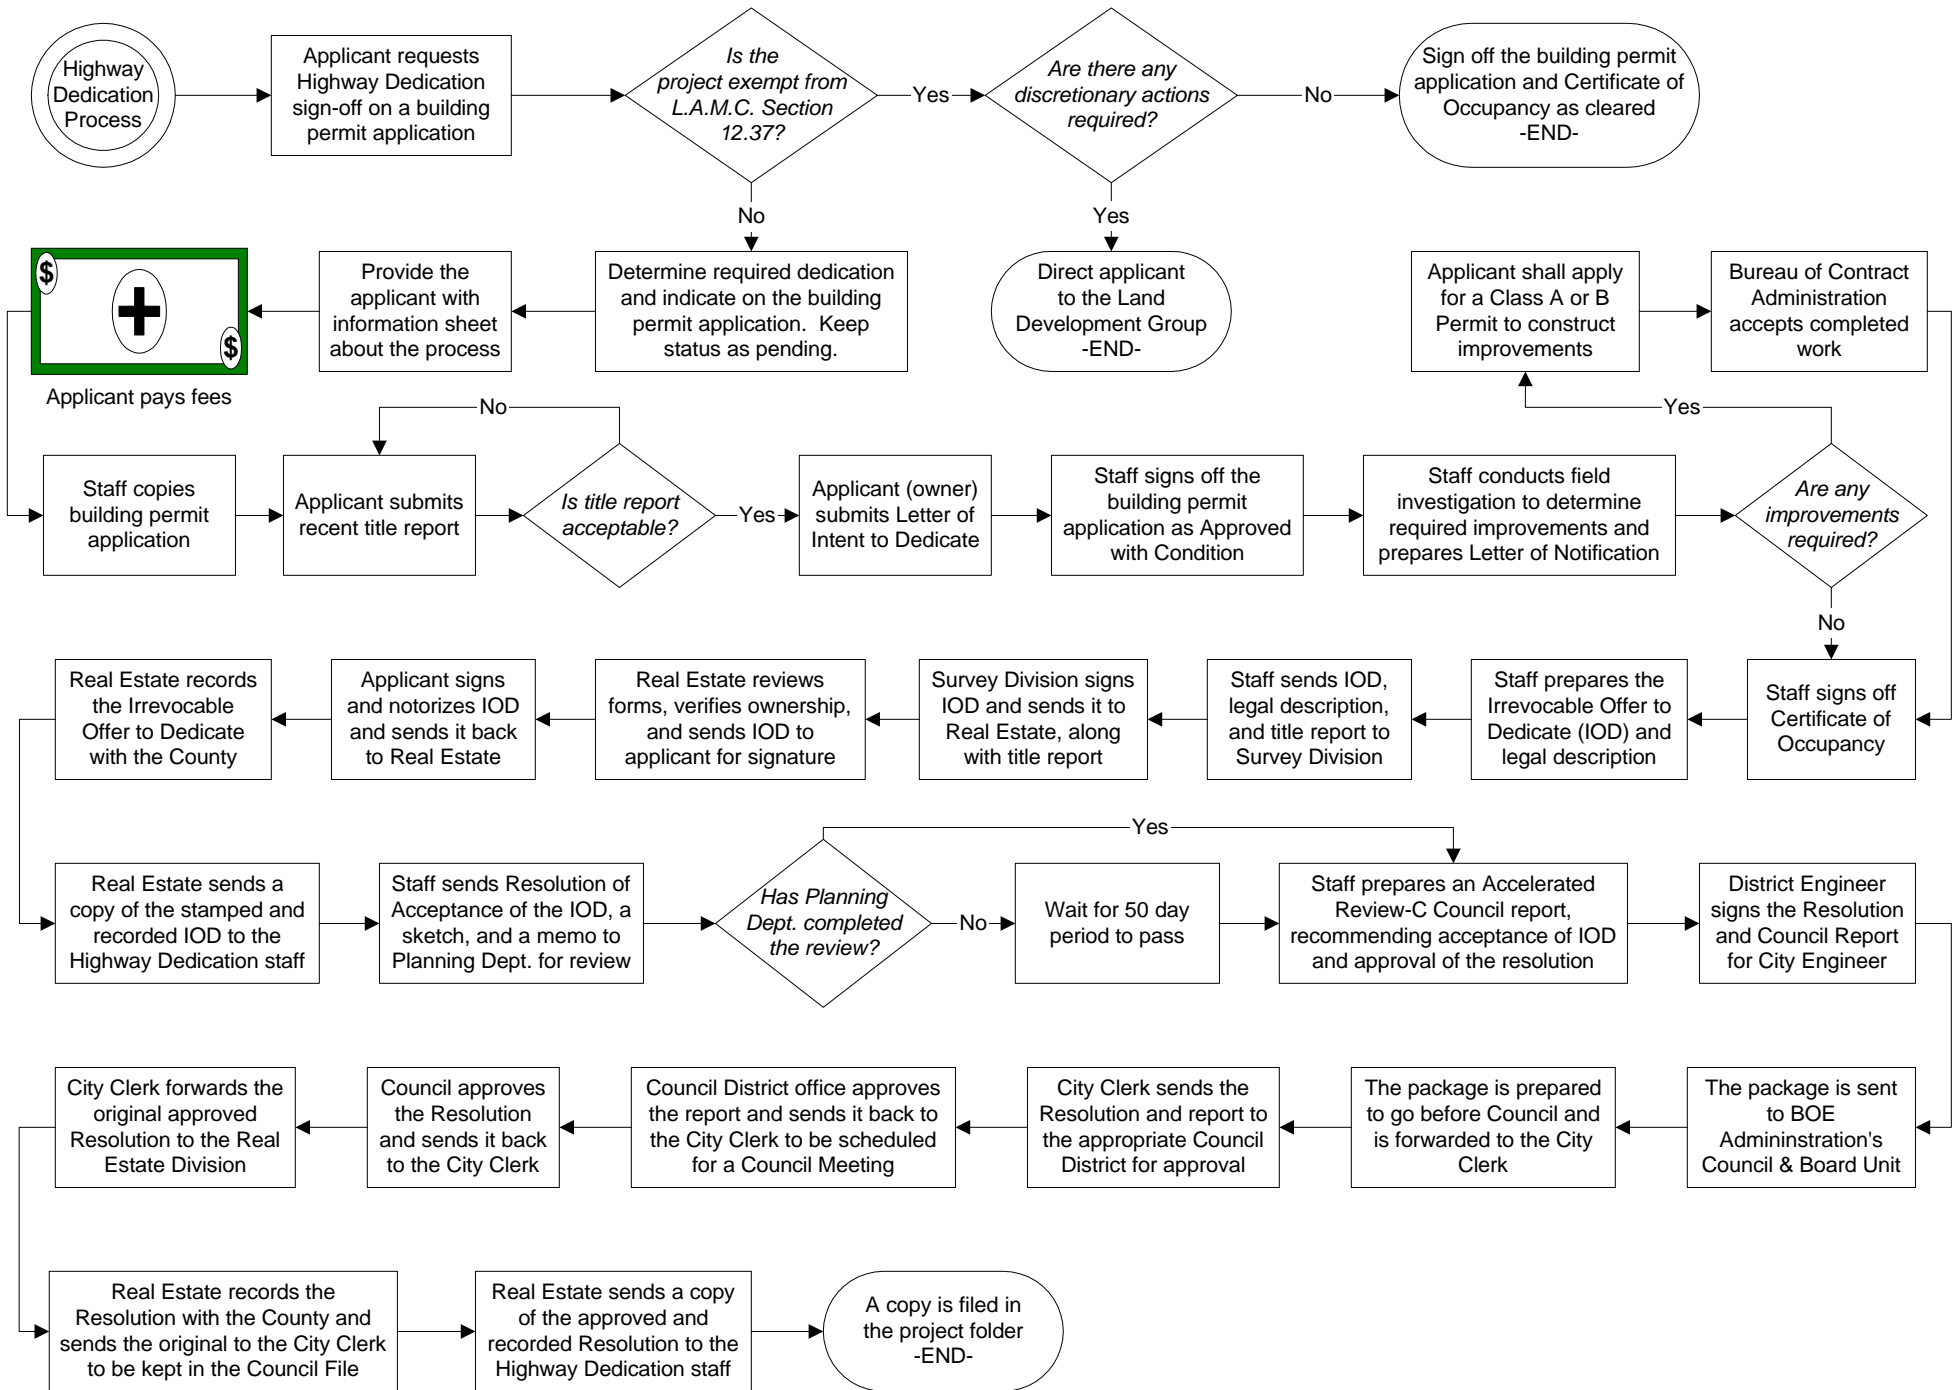 Highway
Dedication
Process
Applicant requests
Highway Dedication
sign-off on a building
permit application
Is the
project exempt from
L.A.M.C. Section
12.37?
Yes
Are there any
discretionary actions
required?
No
Sign off the building permit
application and Certificate of
Occupancy as cleared
-END-
No
Yes
$
$
Applicant pays fees
Provide the
applicant with
information sheet
about the process
Determine required dedication
and indicate on the building
permit application.  Keep
status as pending.
Direct applicant
to the Land
Development Group
-END-
Applicant shall apply
for a Class A or B
Permit to construct
improvements
Bureau of Contract
Administration
accepts completed
work
No
Yes
Staff copies
building permit
application
Applicant submits
recent title report
Is title report
acceptable?
Yes
Applicant (owner)
submits Letter of
Intent to Dedicate
Staff signs off the
building permit
application as Approved
with Condition
Staff conducts field
investigation to determine
required improvements and
prepares Letter of Notification
Are any
improvements
required?
No
Real Estate records
the Irrevocable
Offer to Dedicate
with the County
Applicant signs
and notorizes IOD
and sends it back
to Real Estate
Real Estate reviews
forms, verifies ownership,
and sends IOD to
applicant for signature
Survey Division signs
IOD and sends it to
Real Estate, along
with title report
Staff sends IOD,
legal description,
and title report to
Survey Division
Staff prepares the
Irrevocable Offer to
Dedicate (IOD) and
legal description
Staff signs off
Certificate of
Occupancy
Yes
Real Estate sends a
copy of the stamped and
recorded IOD to the
Highway Dedication staff
Staff sends Resolution of
Acceptance of the IOD, a
sketch, and a memo to
Planning Dept. for review
Has Planning
Dept. completed
the review?
No
Wait for 50 day
period to pass
Staff prepares an Accelerated
Review-C Council report,
recommending acceptance of IOD
and approval of the resolution
District Engineer
signs the Resolution
and Council Report
for City Engineer
City Clerk forwards the
original approved
Resolution to the Real
Estate Division
Council approves
the Resolution
and sends it back
to the City Clerk
Council District office approves
the report and sends it back to
the City Clerk to be scheduled
for a Council Meeting
City Clerk sends the
Resolution and report to
the appropriate Council
District for approval
The package is prepared
to go before Council and
is forwarded to the City
Clerk
The package is sent
to BOE
Admininstration's
Council & Board Unit
Real Estate records the
Resolution with the County and
sends the original to the City Clerk
to be kept in the Council File
Real Estate sends a copy
of the approved and
recorded Resolution to the
Highway Dedication staff
A copy is filed in
the project folder
-END-